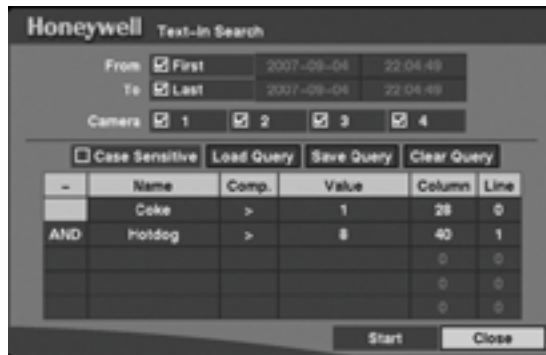 Honeywell Text-In Search
From First 2007-09-04 22:04:49
To Last 2007-09-04 22:04:49
Camera 1 2 3 4
Case Sensitive Load Query Save Query Clear Query
- Name Comp. Value Column Line
Coke > 1 28 0
AND Hotdog > 8 40 1
0 0
0 0
0 0
Start Close